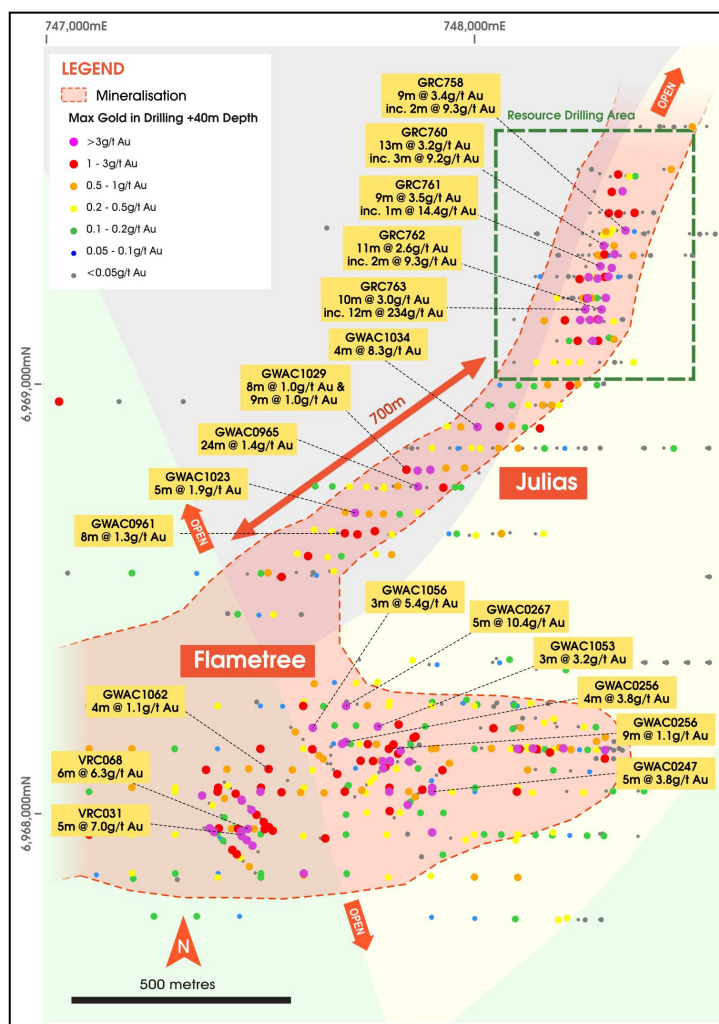 747,000mE
748,000mE
LEGEND
Mineralisation
Max Gold in Drilling +40m Depth
>3g/t Au
1 - 3g/t Au
0.5 - 1g/t Au
0.2 - 0.5g/t Au
0.1 - 0.2g/t Au
0.05 - 0.1g/t Au
<0.05g/t Au
GRC758
9m @ 3.4g/t Au
inc. 2m @ 9.3g/t Au
OPEN
Resource Drilling Area
GRC760
13m @ 3.2g/t Au
inc. 3m @ 9.2g/t Au
GRC761
9m @ 3.5g/t Au
inc. 1m @ 14.4g/t Au
GRC762
11m @ 2.6g/t Au
inc. 2m @ 9.3g/t Au
GRC763
10m @ 3.0g/t Au
inc. 12m @ 234g/t Au
GWAC1034
4m @ 8.3g/t Au
6,969,000mN
GWAC1029
8m @ 1.0g/t Au &
9m @ 1.0g/t Au
700m
GWAC0965
24m @ 1.4g/t Au
GWAC1023
5m @ 1.9g/t Au
Julias
GWAC0961
8m @ 1.3g/t Au
OPEN
GWAC1056
3m @ 5.4g/t Au
GWAC0267
5m @ 10.4g/t Au
Flametree
GWAC1053
3m @ 3.2g/t Au
GWAC0256
4m @ 3.8g/t Au
GWAC1062
4m @ 1.1g/t Au
GWAC0256
9m @ 1.1g/t Au
VRC068
6m @ 6.3g/t Au
GWAC0247
5m @ 3.8g/t Au
VRC031
5m @ 7.0g/t Au
6,968,000mN
OPEN
N
500 metres